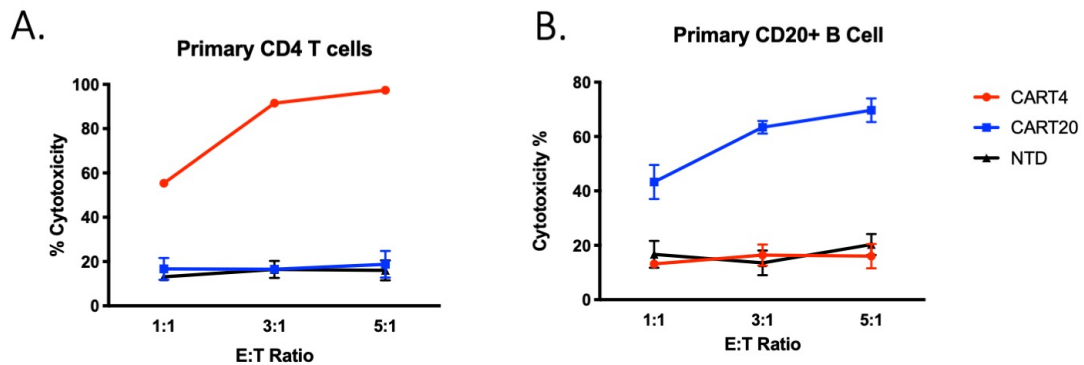 A.
Primary CD4 T cells
% Cytotoxicity
100
80
60
40
20
0
1:1 3:1 5:1
E:T Ratio
B.
Primary CD20+ B Cell
Cytotoxicity %
80
60
40
20
0
1:1 3:1 5:1
E:T Ratio
CART4
CART20
NTD